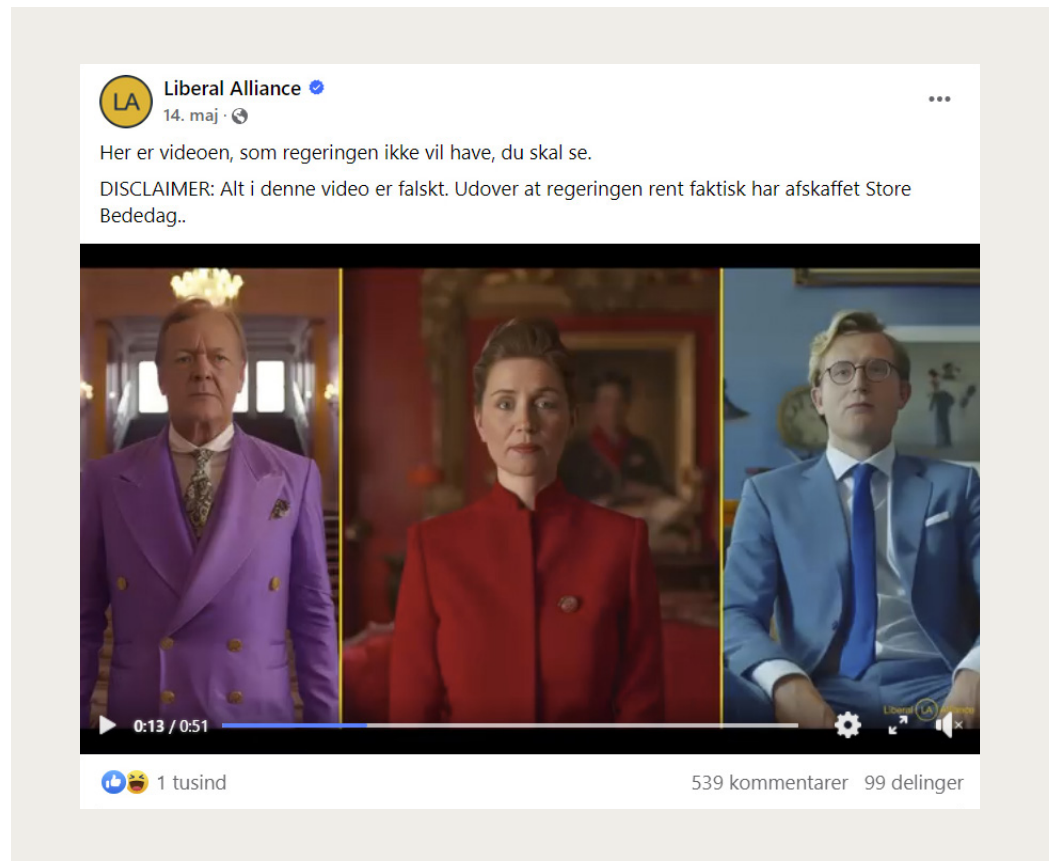 LA
Liberal Alliance
14. maj ·
Her er videoen, som regeringen ikke vil have, du skal se.
DISCLAIMER: Alt i denne video er falskt. Udover at regeringen rent faktisk har afskaffet Store
Bededag..
Liberal LA Alliance
0:13 / 0:51
1 tusind
539 kommentarer 99 delinger